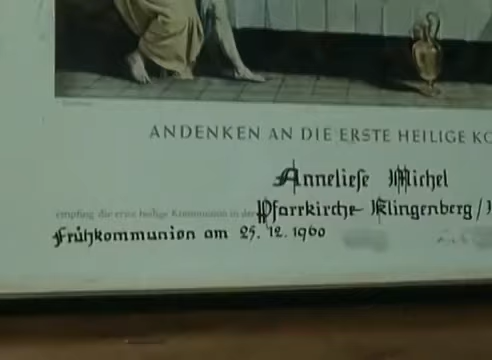 ANDENKEN AN DIE ERSTE HEILIGE KO
Anneliese Michel
empfing die erste heilige Kommunion in der Pfarrkirche Klingenberg /
Frühkommunion am 25. 12. 1960